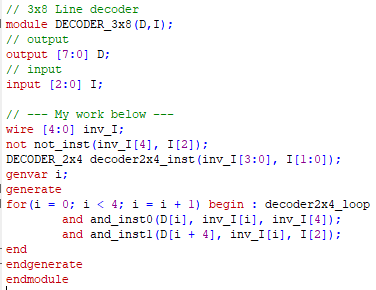 // 3x8 Line decoder
module DECODER_3x8(D,I);
// output
output [7:0] D;
// input
input [2:0] I;

// --- My work below ---
wire [4:0] inv_I;
not not_inst(inv_I[4], I[2]);
DECODER_2x4 decoder2x4_inst(inv_I[3:0], I[1:0]);
genvar i;
generate
for(i = 0; i < 4; i = i + 1) begin : decoder2x4_loop
        and and_inst0(D[i], inv_I[i], inv_I[4]);
        and and_inst1(D[i + 4], inv_I[i], I[2]);
end
endgenerate
endmodule